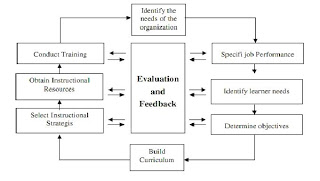 Identify the
needs of the
organization
Conduct Training
Specifi job Performance
Obtain Instructional
Resources
Evaluation
and
Feedback
Identify learner needs
Select Instructional
Strategis
Determine objectives
Build
Curriculum